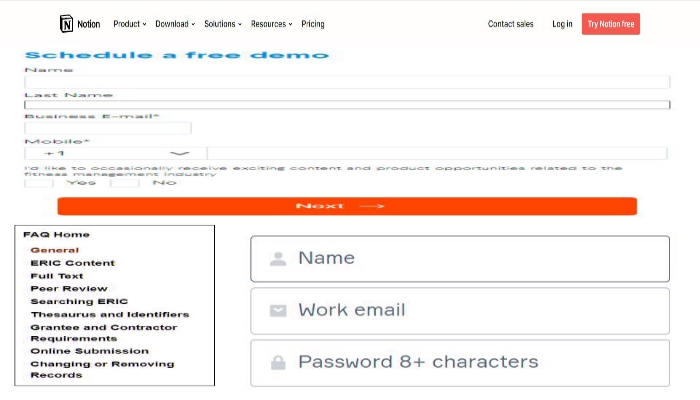 Notion Product Download Solutions Resources Pricing Contact sales Log in Try Notion free
Schedule a free demo
Name
Last Name
Business E-mail*
Mobile*
+1
I'd like to occasionally receive exciting content and product opportunities related to the
fitness management industry
Yes No
Next →
FAQ Home
General
ERIC Content
Full Text
Peer Review
Searching ERIC
Thesaurus and Identifiers
Grantee and Contractor
Requirements
Online Submission
Changing or Removing
Records
Name
Work email
Password 8+ characters